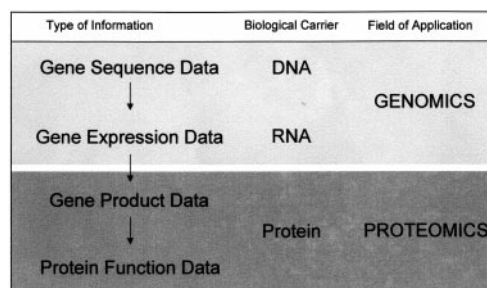 Type of Information Biological Carrier Field of Application
Gene Sequence Data DNA
GENOMICS
Gene Expression Data RNA
Gene Product Data
Protein PROTEOMICS
Protein Function Data